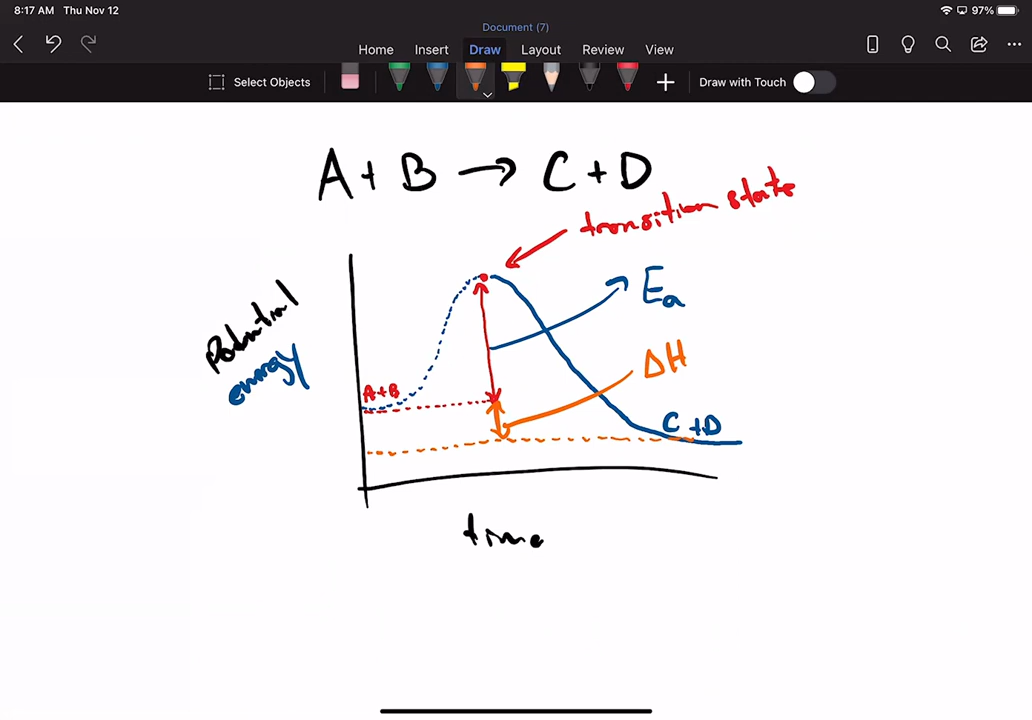 8:17 AM Thu Nov 12
97%
Document (7)
Home Insert Draw Layout Review View
Select Objects
Draw with Touch
A + B → C + D
transition state
Potential
energy
Ea
ΔH
A+B
C + D
time